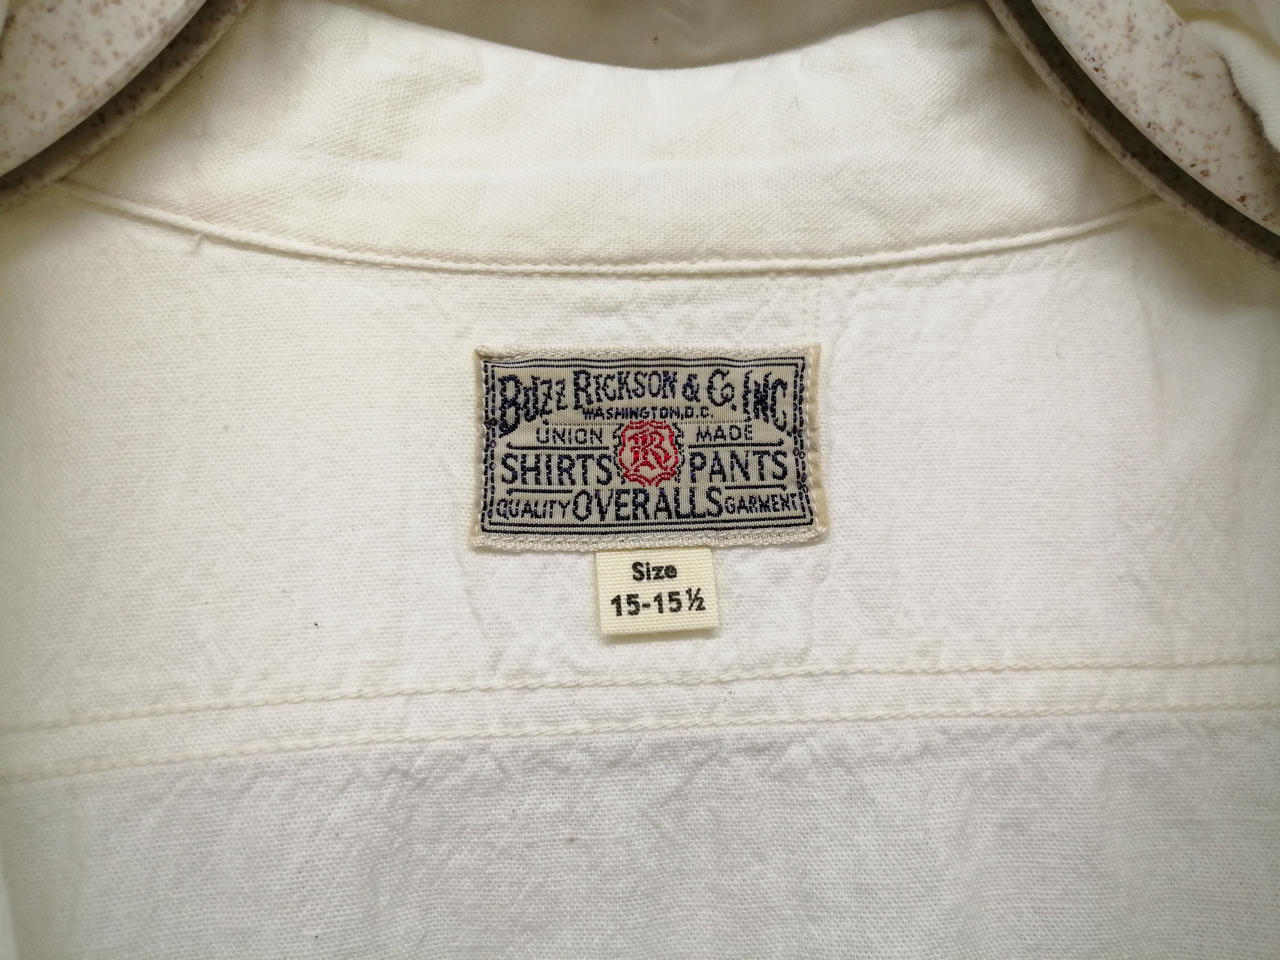 BUZZ RICKSON & CO. INC.
WASHINGTON, D.C.
UNION MADE
SHIRTS R PANTS
QUALITY OVERALLS GARMENT
Size
15-15½